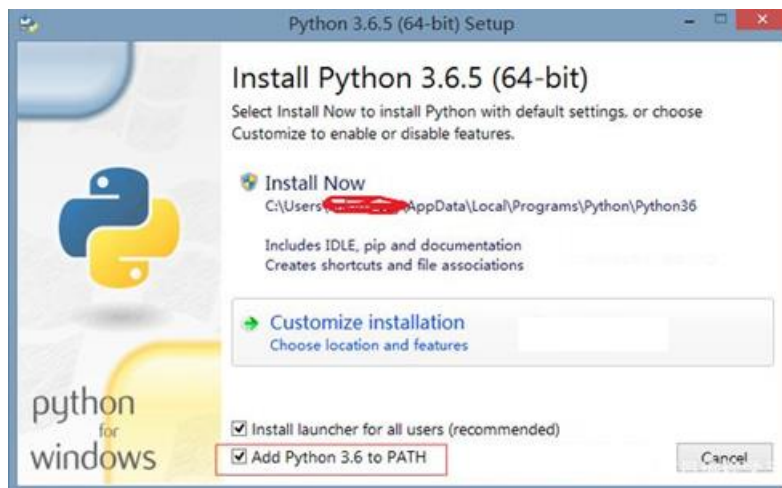 Python 3.6.5 (64-bit) Setup
Install Python 3.6.5 (64-bit)
Select Install Now to install Python with default settings, or choose
Customize to enable or disable features.
Install Now
C:\Users\ AppData\Local\Programs\Python\Python36
Includes IDLE, pip and documentation
Creates shortcuts and file associations
Customize installation
Choose location and features
Install launcher for all users (recommended)
Add Python 3.6 to PATH
Cancel
python
for
windows